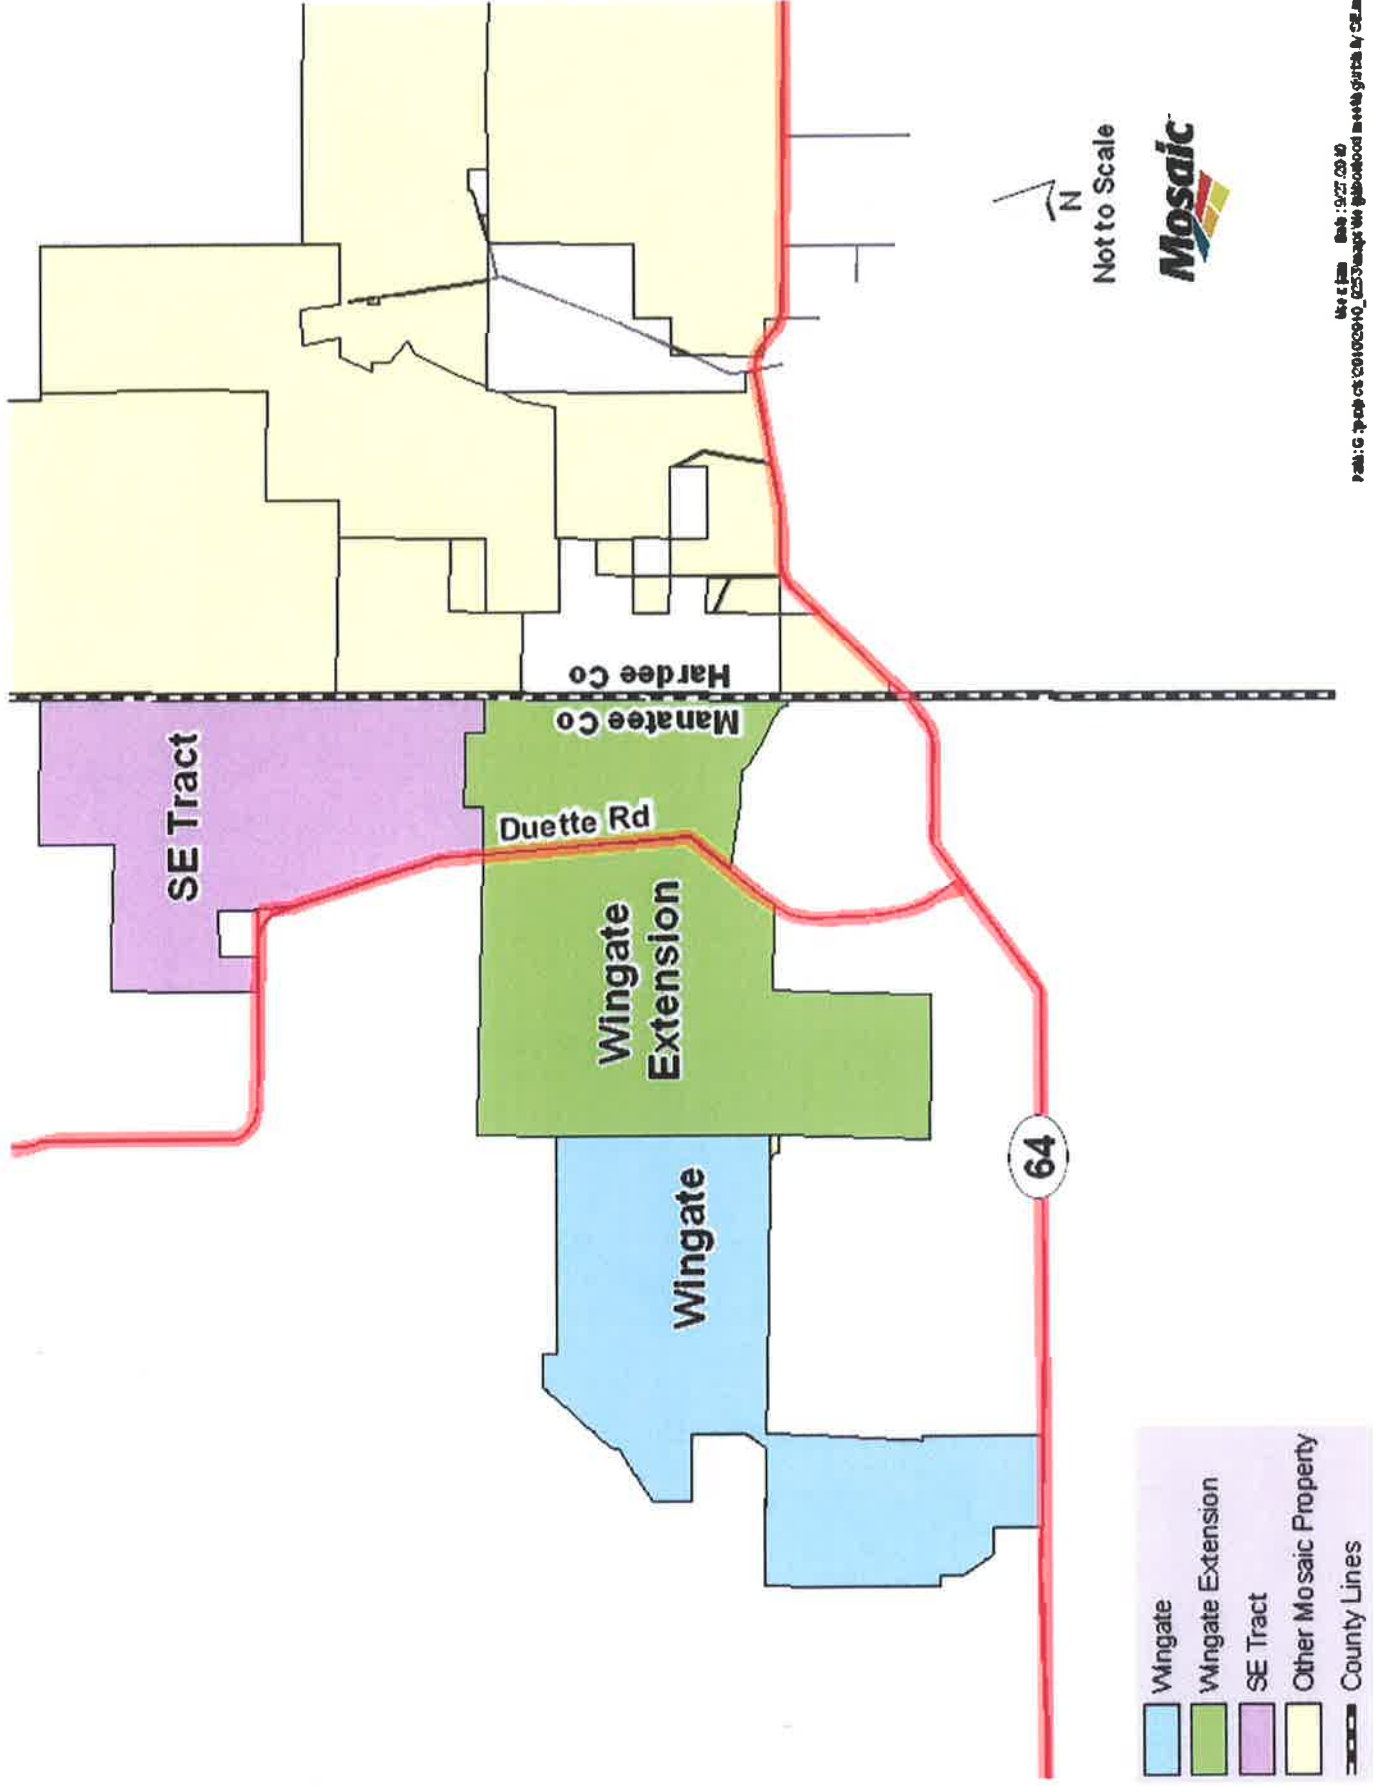 SE Tract
Hardee Co
Manatee Co
Duette Rd
Wingate
Extension
Wingate
64
N
Not to Scale
Mosaic
Wingate
Wingate Extension
SE Tract
Other Mosaic Property
County Lines